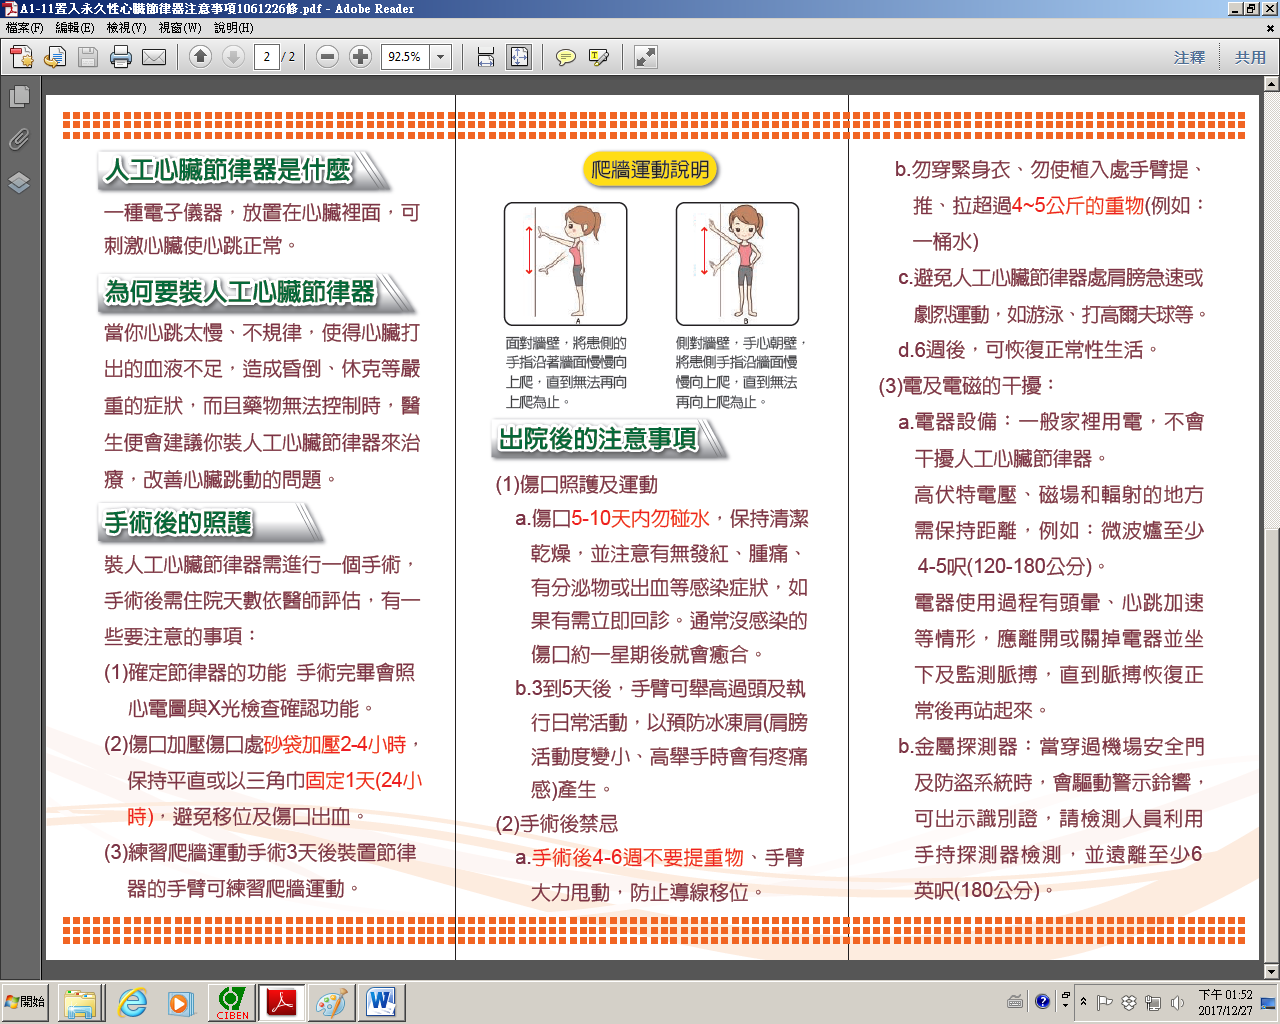 A1-11置入永久性心臟節律器注意事項1061226修.pdf - Adobe Reader
檔案(F) 編輯(E) 檢視(V) 視窗(W) 說明(H)
2 / 2 92.5% 注釋 共用
人工心臟節律器是什麼
一種電子儀器，放置在心臟裡面，可
刺激心臟使心跳正常。
為何要裝人工心臟節律器
當你心跳太慢、不規律，使得心臟打
出的血液不足，造成昏倒、休克等嚴
重的症狀，而且藥物無法控制時，醫
生便會建議你裝人工心臟節律器來治
療，改善心臟跳動的問題。
手術後的照護
裝人工心臟節律器需進行一個手術，
手術後需住院天數依醫師評估，有一
些要注意的事項：
(1)確定節律器的功能 手術完畢會照
心電圖與X光檢查確認功能。
(2)傷口加壓傷口處砂袋加壓2-4小時，
保持平直或以三角巾固定1天(24小
時)，避免移位及傷口出血。
(3)練習爬牆運動手術3天後裝置節律
器的手臂可練習爬牆運動。
爬牆運動說明
A
面對牆壁，將患側的
手指沿著牆面慢慢向
上爬，直到無法再向
上爬為止。
B
側對牆壁，手心朝壁，
將患側手指沿牆面慢
慢向上爬，直到無法
再向上爬為止。
出院後的注意事項
(1)傷口照護及運動
a.傷口5-10天內勿碰水，保持清潔
乾燥，並注意有無發紅、腫痛、
有分泌物或出血等感染症狀，如
果有需立即回診。通常沒感染的
傷口約一星期後就會癒合。
b.3到5天後，手臂可舉高過頭及執
行日常活動，以預防冰凍肩(肩膀
活動度變小、高舉手時會有疼痛
感)產生。
(2)手術後禁忌
a.手術後4-6週不要提重物、手臂
大力甩動，防止導線移位。
b.勿穿緊身衣、勿使植入處手臂提、
推、拉超過4~5公斤的重物(例如：
一桶水)
c.避免人工心臟節律器處肩膀急速或
劇烈運動，如游泳、打高爾夫球等。
d.6週後，可恢復正常性生活。
(3)電及電磁的干擾：
a.電器設備：一般家裡用電，不會
干擾人工心臟節律器。
高伏特電壓、磁場和輻射的地方
需保持距離，例如：微波爐至少
4-5呎(120-180公分)。
電器使用過程有頭暈、心跳加速
等情形，應離開或關掉電器並坐
下及監測脈搏，直到脈搏恢復正
常後再站起來。
b.金屬探測器：當穿過機場安全門
及防盜系統時，會驅動警示鈴響，
可出示識別證，請檢測人員利用
手持探測器檢測，並遠離至少6
英呎(180公分)。
開始
CIBEN
下午 01:52
2017/12/27